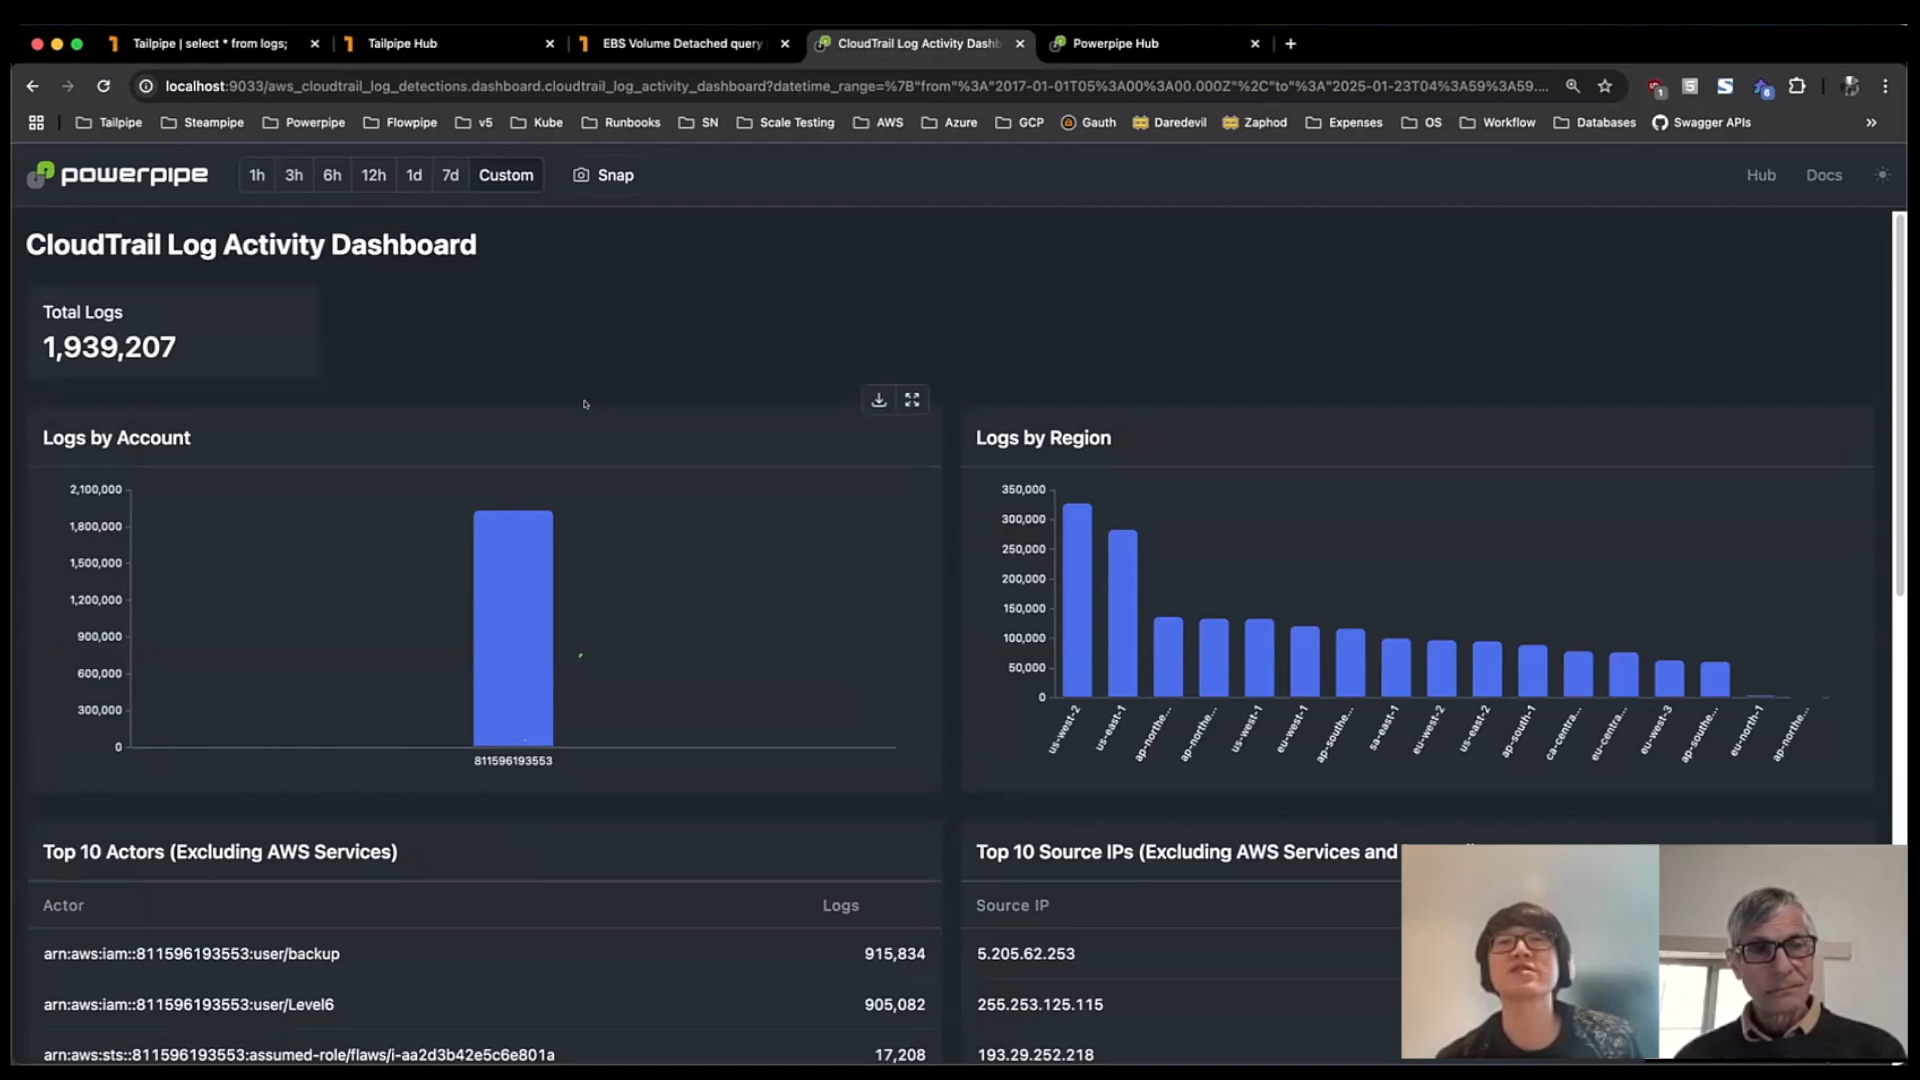 Tailpipe | select * from logs;
Tailpipe Hub
EBS Volume Detached query
CloudTrail Log Activity Dashb
Powerpipe Hub
localhost:9033/aws_cloudtrail_log_detections.dashboard.cloudtrail_log_activity_dashboard?datetime_range=%7B"from"%3A"2017-01-01T05%3A00%3A00.000Z"%2C"to"%3A"2025-01-23T04%3A59%3A59....
Tailpipe Steampipe Powerpipe Flowpipe v5 Kube Runbooks SN Scale Testing AWS Azure GCP Gauth Daredevil Zaphod Expenses OS Workflow Databases Swagger APIs »
powerpipe 1h 3h 6h 12h 1d 7d Custom Snap Hub Docs
CloudTrail Log Activity Dashboard
Total Logs
1,939,207
Logs by Account
2,100,000
1,800,000
1,500,000
1,200,000
900,000
600,000
300,000
0
811596193553
Logs by Region
350,000
300,000
250,000
200,000
150,000
100,000
50,000
0
us-west-2
us-east-1
ap-northe...
ap-northe...
us-west-1
eu-west-1
ap-southe...
sa-east-1
eu-west-2
us-east-2
ap-south-1
ca-centra...
eu-centra...
eu-west-3
ap-southe...
eu-north-1
ap-northe...
Top 10 Actors (Excluding AWS Services)
Actor Logs
arn:aws:iam::811596193553:user/backup 915,834
arn:aws:iam::811596193553:user/Level6 905,082
arn:aws:sts::811596193553:assumed-role/flaws/i-aa2d3b42e5c6e801a 17,208
Top 10 Source IPs (Excluding AWS Services and
Source IP
5.205.62.253
255.253.125.115
193.29.252.218